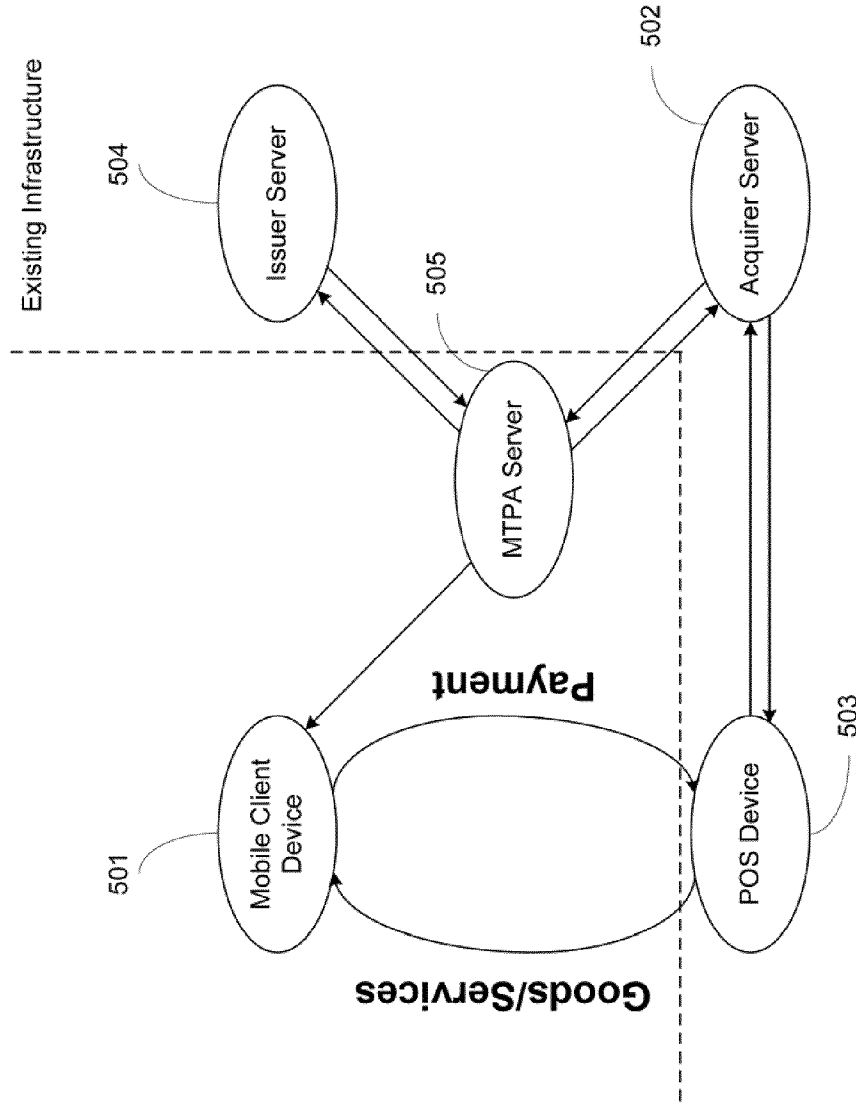 Existing Infrastructure
501
Mobile Client
Device
504
Issuer Server
Goods/Services
Payment
505
MTPA Server
503
POS Device
502
Acquirer Server